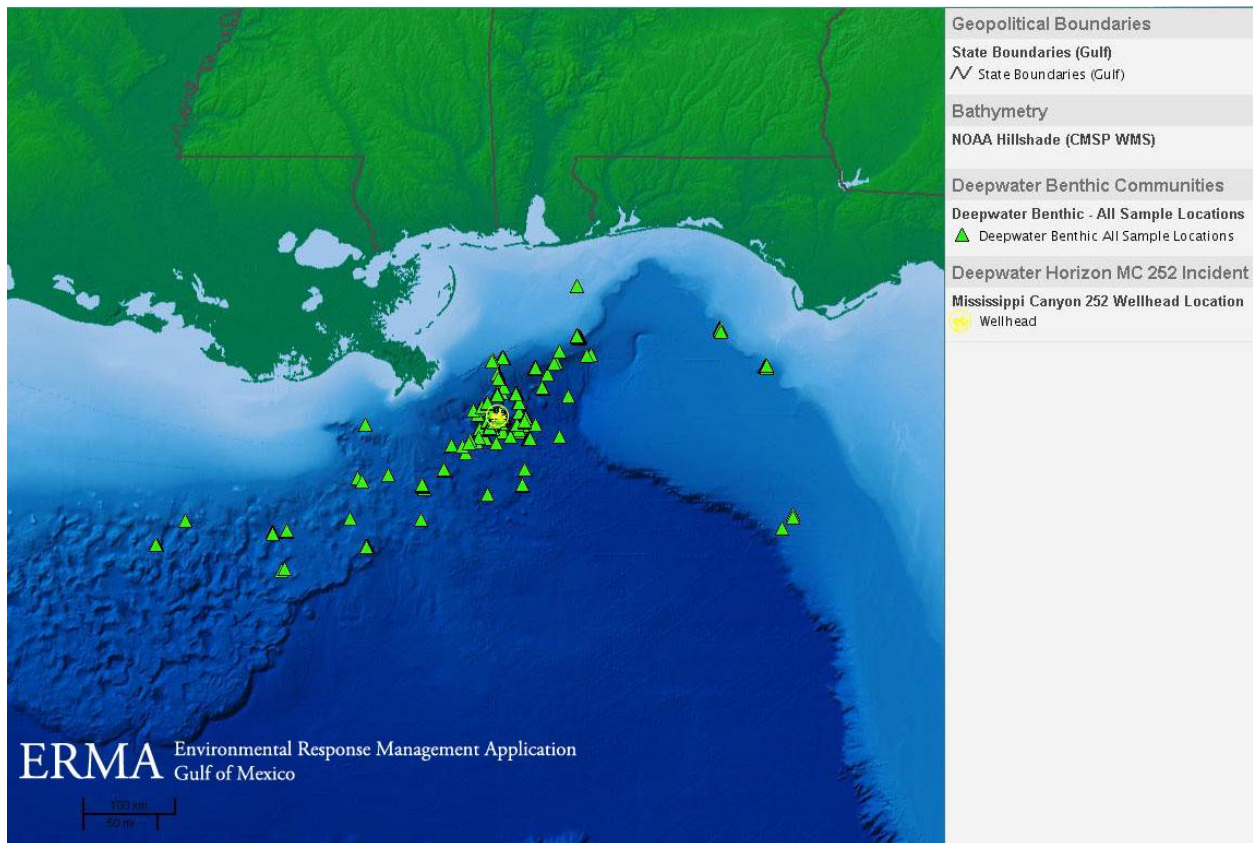 Geopolitical Boundaries
State Boundaries (Gulf)
State Boundaries (Gulf)
Bathymetry
NOAA Hillshade (CMSP WMS)
Deepwater Benthic Communities
Deepwater Benthic - All Sample Locations
Deepwater Benthic All Sample Locations
Deepwater Horizon MC 252 Incident
Mississippi Canyon 252 Wellhead Location
Wellhead
ERMA Environmental Response Management Application
Gulf of Mexico
100 km
50 mi